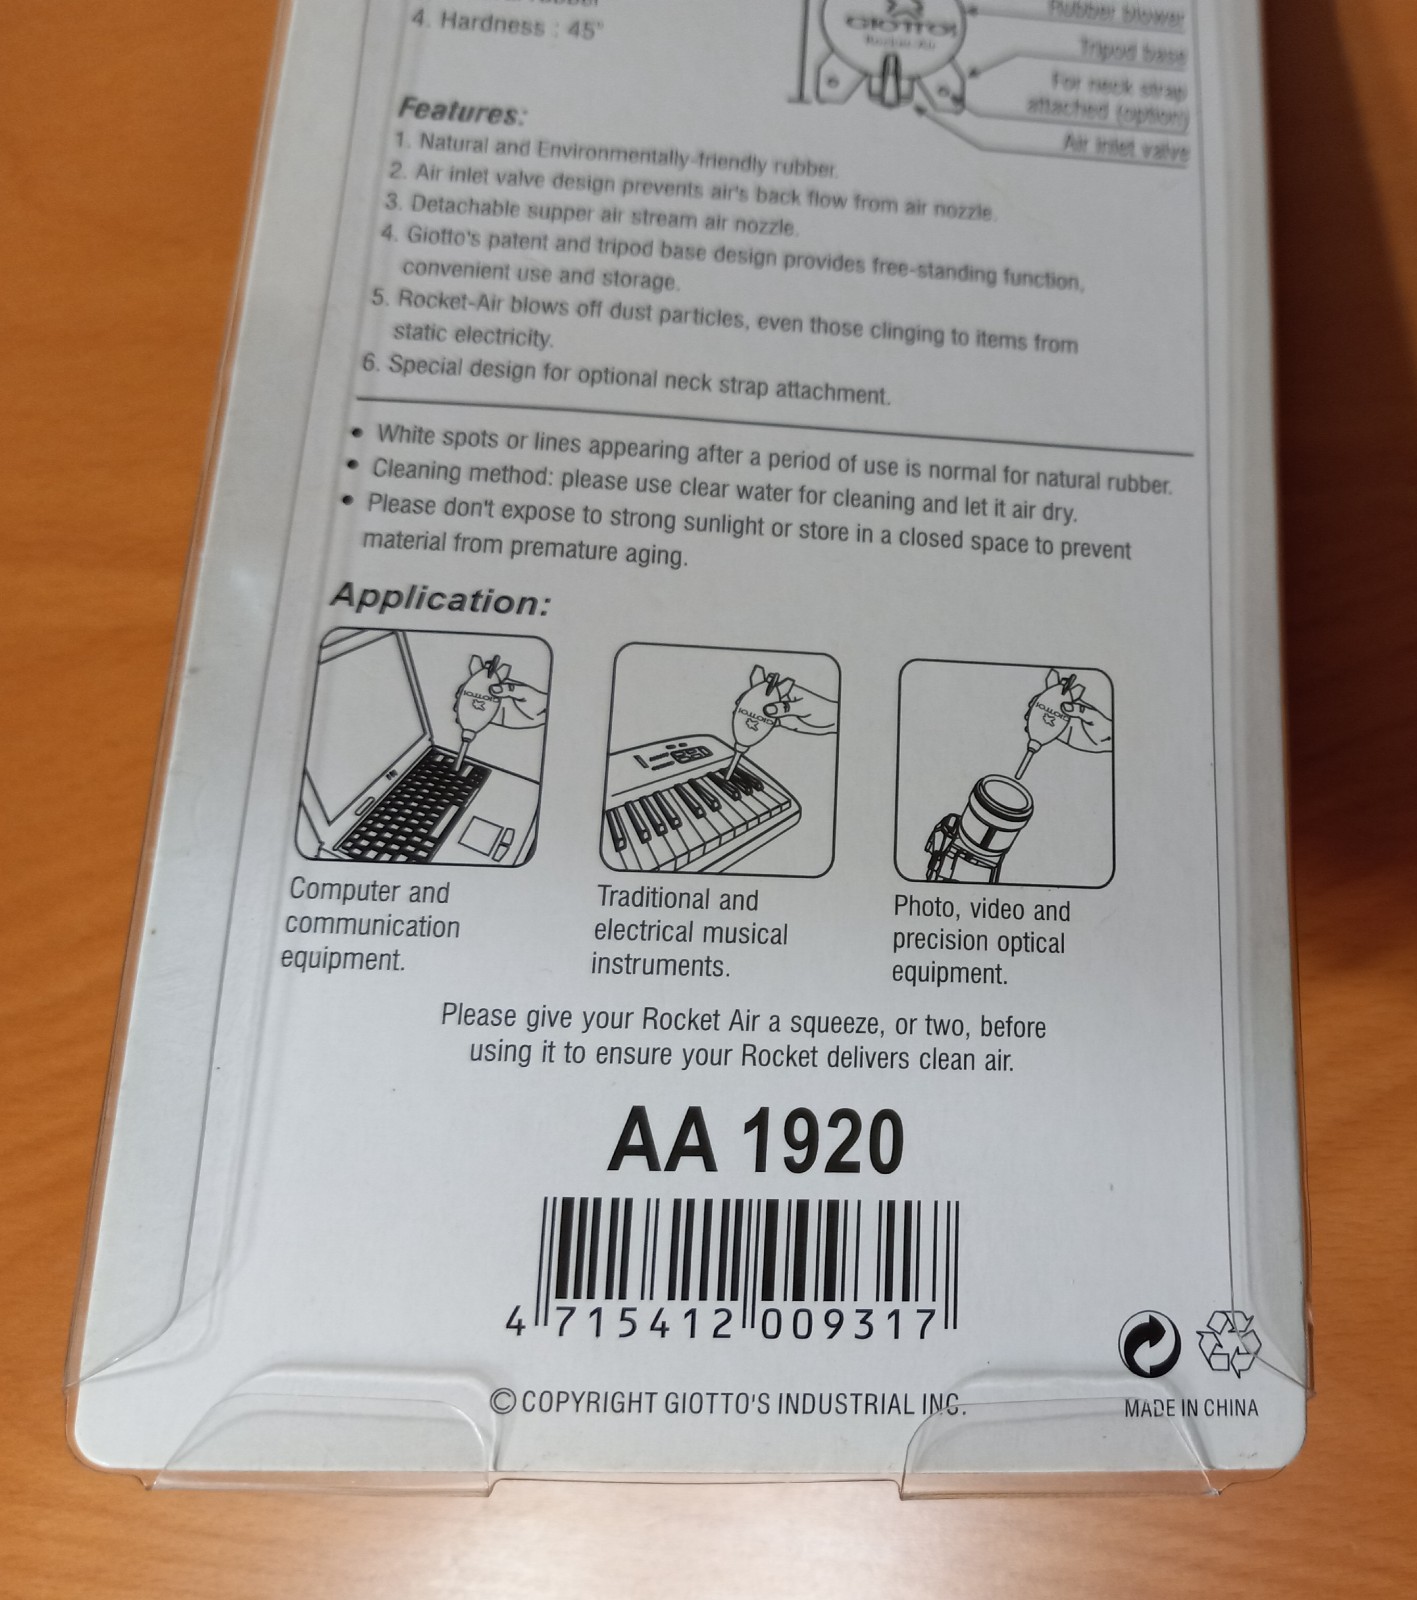 4. Hardness : 45°
GIOTTO'S
Rubber blower
Tripod base
For neck strap
attached (option)
Air inlet valve
Features:
1. Natural and Environmentally-friendly rubber.
2. Air inlet valve design prevents air's back flow from air nozzle.
3. Detachable supper air stream air nozzle.
4. Giotto's patent and tripod base design provides free-standing function,
convenient use and storage.
5. Rocket-Air blows off dust particles, even those clinging to items from
static electricity.
6. Special design for optional neck strap attachment.
• White spots or lines appearing after a period of use is normal for natural rubber.
• Cleaning method: please use clear water for cleaning and let it air dry.
• Please don't expose to strong sunlight or store in a closed space to prevent
material from premature aging.
Application:
Computer and
communication
equipment.
Traditional and
electrical musical
instruments.
Photo, video and
precision optical
equipment.
Please give your Rocket Air a squeeze, or two, before
using it to ensure your Rocket delivers clean air.
AA 1920
4 715412 009317
© COPYRIGHT GIOTTO'S INDUSTRIAL INC.
MADE IN CHINA